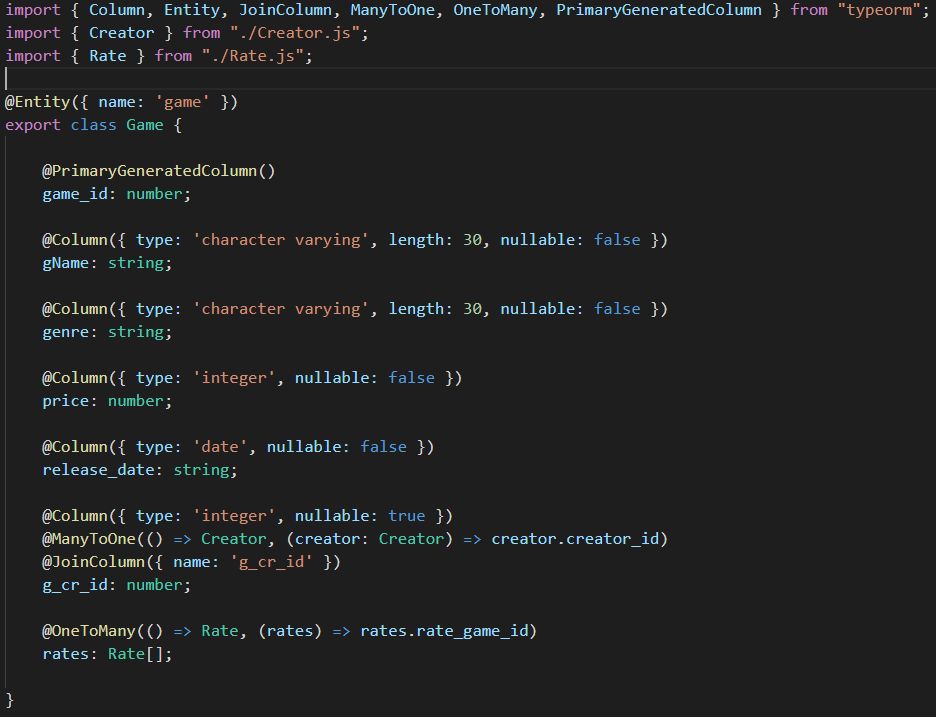 import { Column, Entity, JoinColumn, ManyToOne, OneToMany, PrimaryGeneratedColumn } from "typeorm";
import { Creator } from "./Creator.js";
import { Rate } from "./Rate.js";
@Entity({ name: 'game' })
export class Game {
@PrimaryGeneratedColumn()
game_id: number;
@Column({ type: 'character varying', length: 30, nullable: false })
gName: string;
@Column({ type: 'character varying', length: 30, nullable: false })
genre: string;
@Column({ type: 'integer', nullable: false })
price: number;
@Column({ type: 'date', nullable: false })
release_date: string;
@Column({ type: 'integer', nullable: true })
@ManyToOne(() => Creator, (creator: Creator) => creator.creator_id)
@JoinColumn({ name: 'g_cr_id' })
g_cr_id: number;
@OneToMany(() => Rate, (rates) => rates.rate_game_id)
rates: Rate[];
}